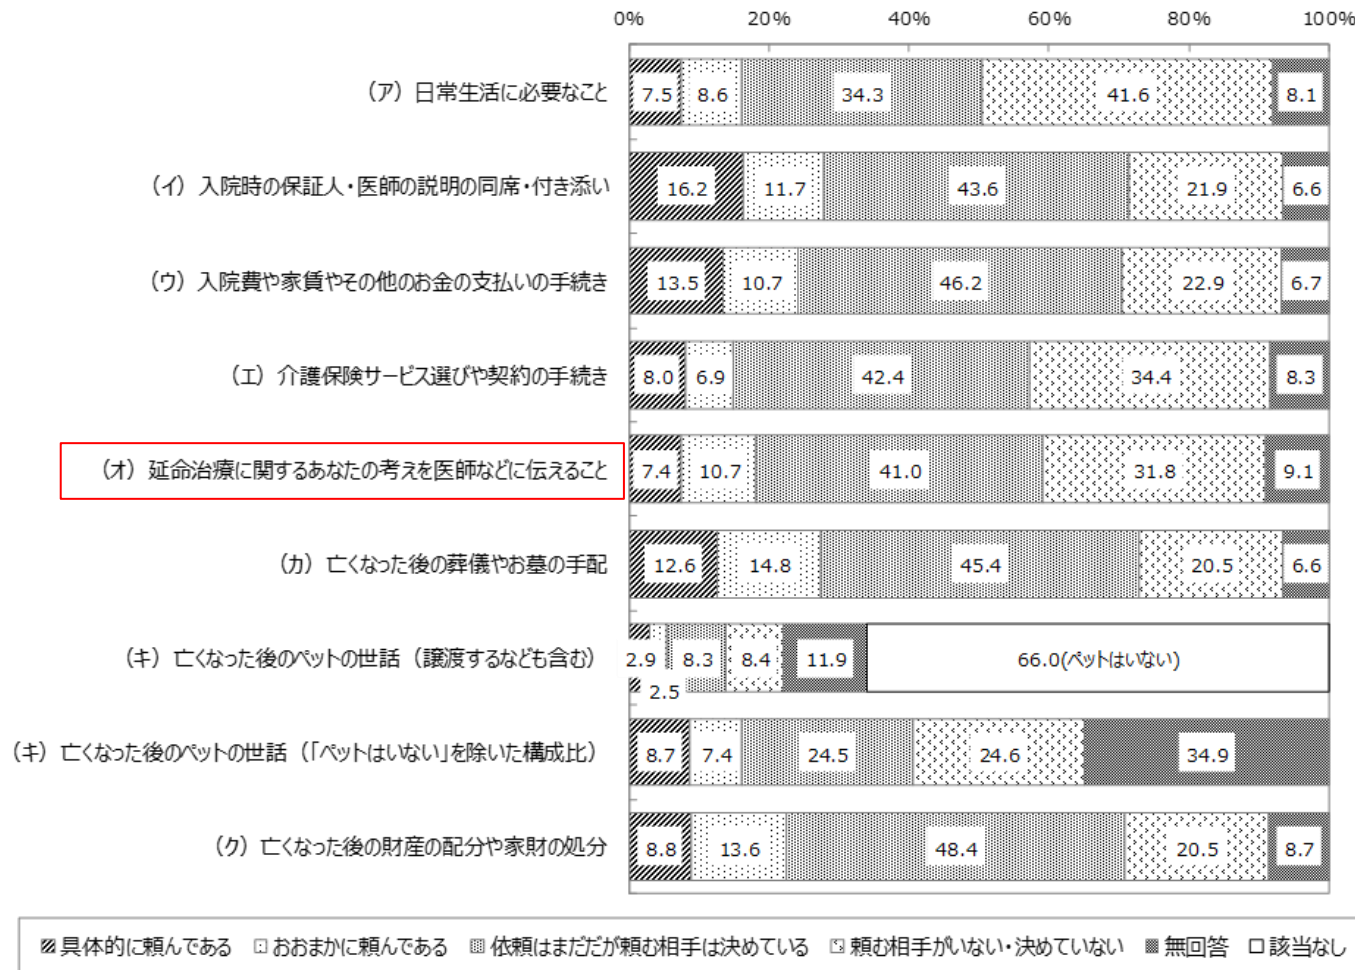 0% 20% 40% 60% 80% 100%
（ア）日常生活に必要なこと 7.5 8.6 34.3 41.6 8.1
（イ）入院時の保証人・医師の説明の同席・付き添い 16.2 11.7 43.6 21.9 6.6
（ウ）入院費や家賃やその他のお金の支払いの手続き 13.5 10.7 46.2 22.9 6.7
（エ）介護保険サービス選びや契約の手続き 8.0 6.9 42.4 34.4 8.3
（オ）延命治療に関するあなたの考えを医師などに伝えること 7.4 10.7 41.0 31.8 9.1
（カ）亡くなった後の葬儀やお墓の手配 12.6 14.8 45.4 20.5 6.6
（キ）亡くなった後のペットの世話（譲渡するなども含む） 2.9 8.3 8.4 11.9 66.0(ペットはいない)
2.5
（キ）亡くなった後のペットの世話（「ペットはいない」を除いた構成比） 8.7 7.4 24.5 24.6 34.9
（ク）亡くなった後の財産の配分や家財の処分 8.8 13.6 48.4 20.5 8.7
具体的に頼んである おおまかに頼んである 依頼はまだだが頼む相手は決めている 頼む相手がいない・決めていない 無回答 該当なし